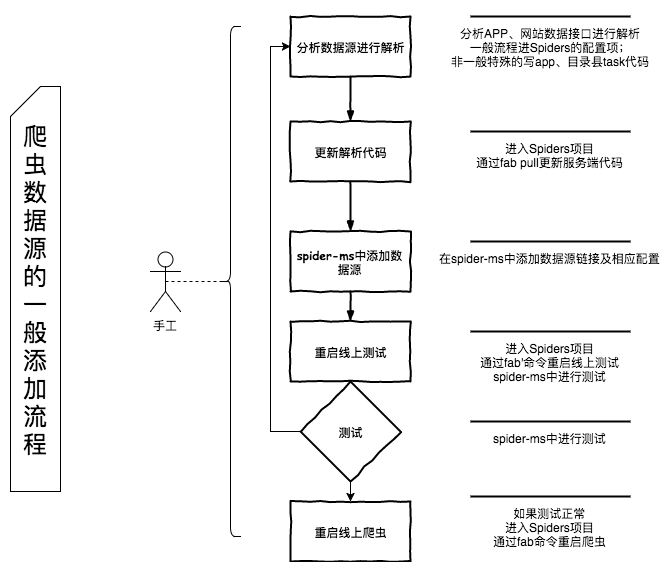 爬虫数据源的一般添加流程
手工
分析数据源进行解析
分析APP、网站数据接口进行解析
一般流程进Spiders的配置项；
非一般特殊的写app、目录县task代码
更新解析代码
进入Spiders项目
通过fab pull更新服务端代码
spider-ms中添加数
据源
在spider-ms中添加数据源链接及相应配置
重启线上测试
进入Spiders项目
通过fab'命令重启线上测试
spider-ms中进行测试
测试
spider-ms中进行测试
重启线上爬虫
如果测试正常
进入Spiders项目
通过fab命令重启爬虫